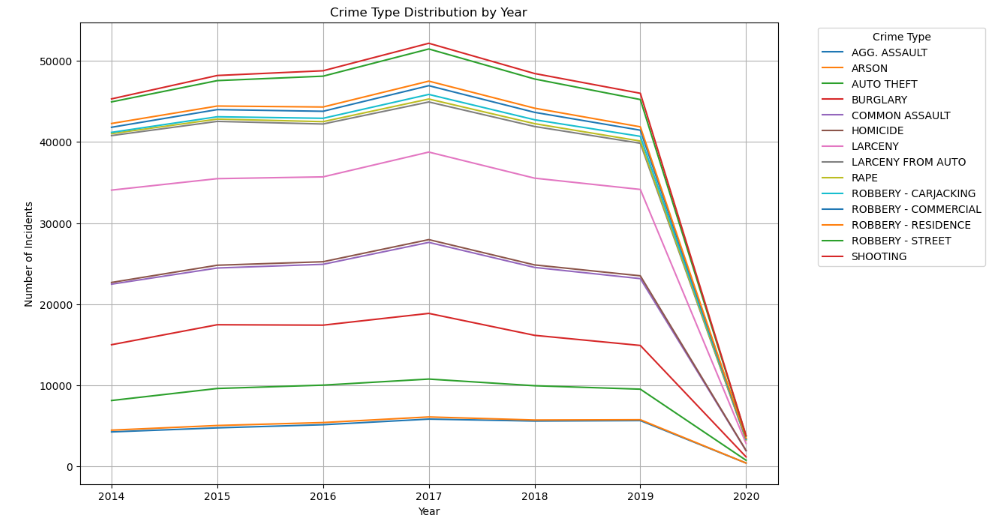 Crime Type Distribution by Year
Number of Incidents
50000
40000
30000
20000
10000
0
2014 2015 2016 2017 2018 2019 2020
Year
Crime Type
AGG. ASSAULT
ARSON
AUTO THEFT
BURGLARY
COMMON ASSAULT
HOMICIDE
LARCENY
LARCENY FROM AUTO
RAPE
ROBBERY - CARJACKING
ROBBERY - COMMERCIAL
ROBBERY - RESIDENCE
ROBBERY - STREET
SHOOTING